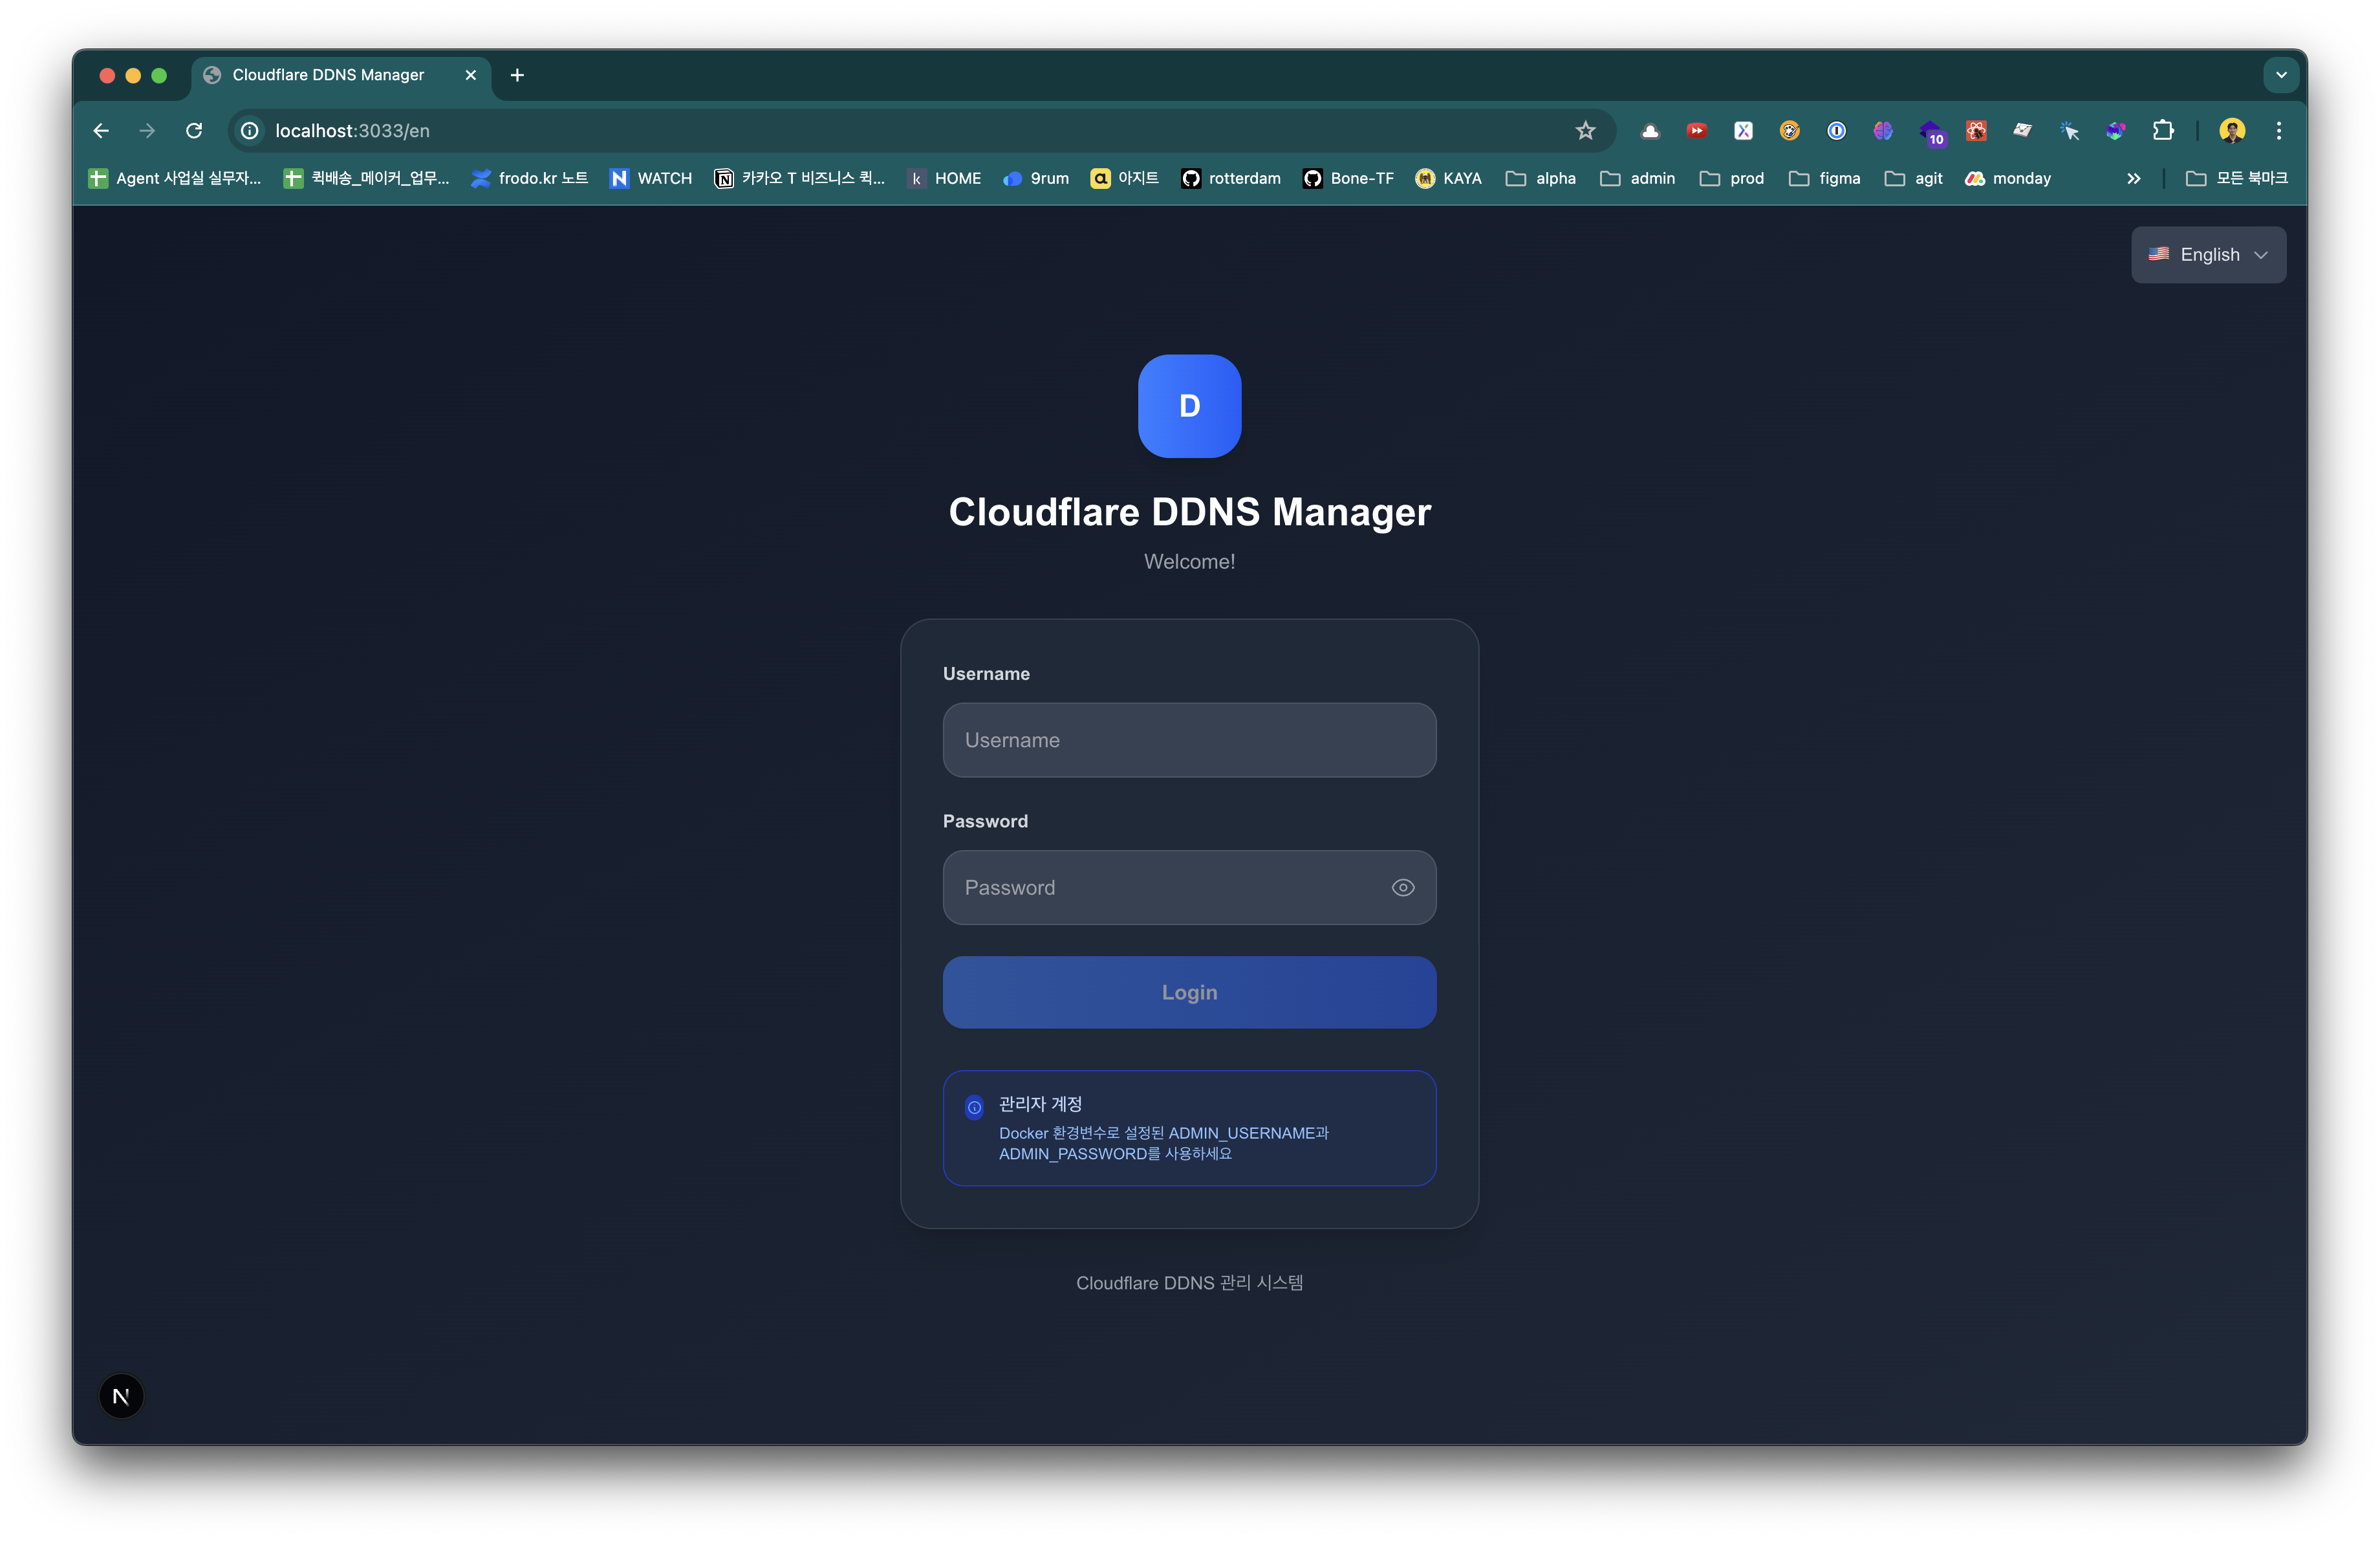 Cloudflare DDNS Manager
localhost:3033/en
10
Agent 사업실 실무자...
퀵배송_메이커_업무...
frodo.kr 노트
N WATCH
카카오 T 비즈니스 퀵...
k HOME
9rum
a 아지트
rotterdam
Bone-TF
KAYA
alpha
admin
prod
figma
agit
monday
모든 북마크
English
D
Cloudflare DDNS Manager
Welcome!
Username
Username
Password
Password
Login
관리자 계정
Docker 환경변수로 설정된 ADMIN_USERNAME과
ADMIN_PASSWORD를 사용하세요
Cloudflare DDNS 관리 시스템
N